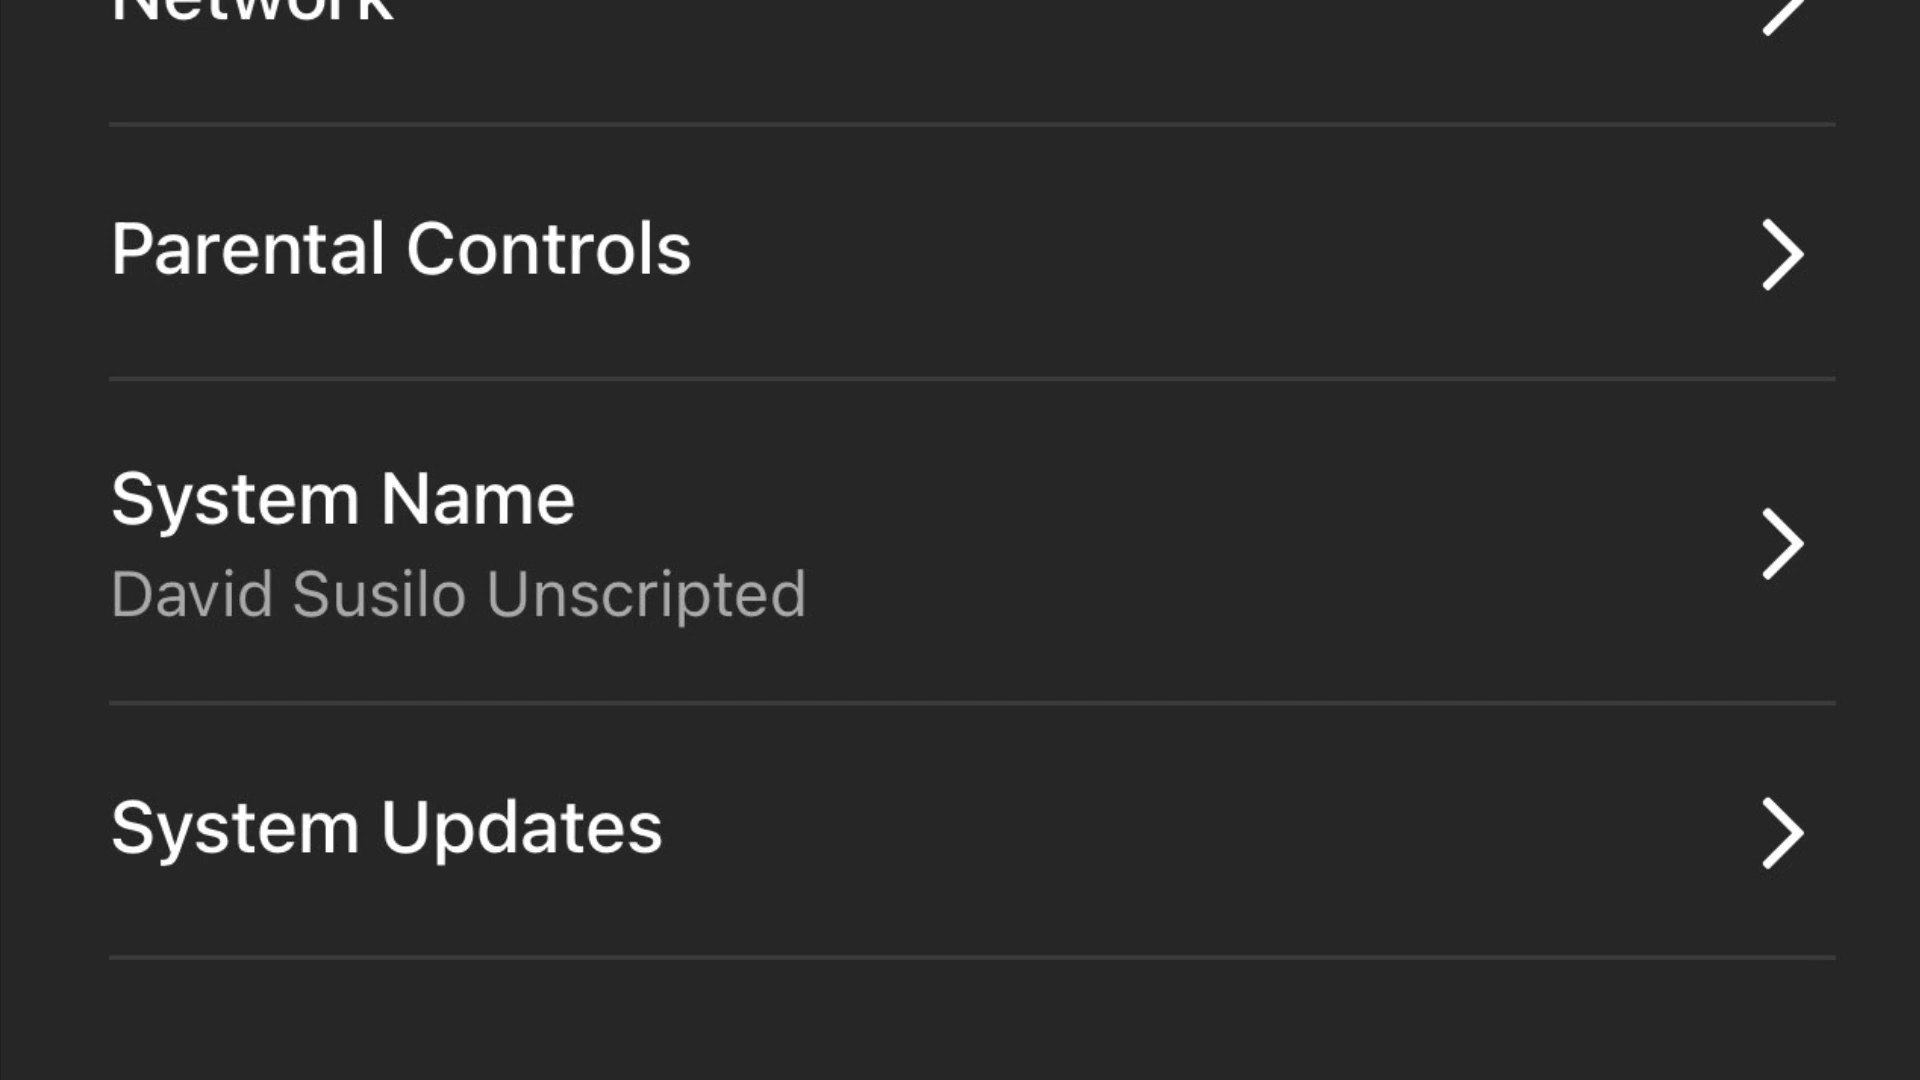 Network
Parental Controls
System Name
David Susilo Unscripted
System Updates